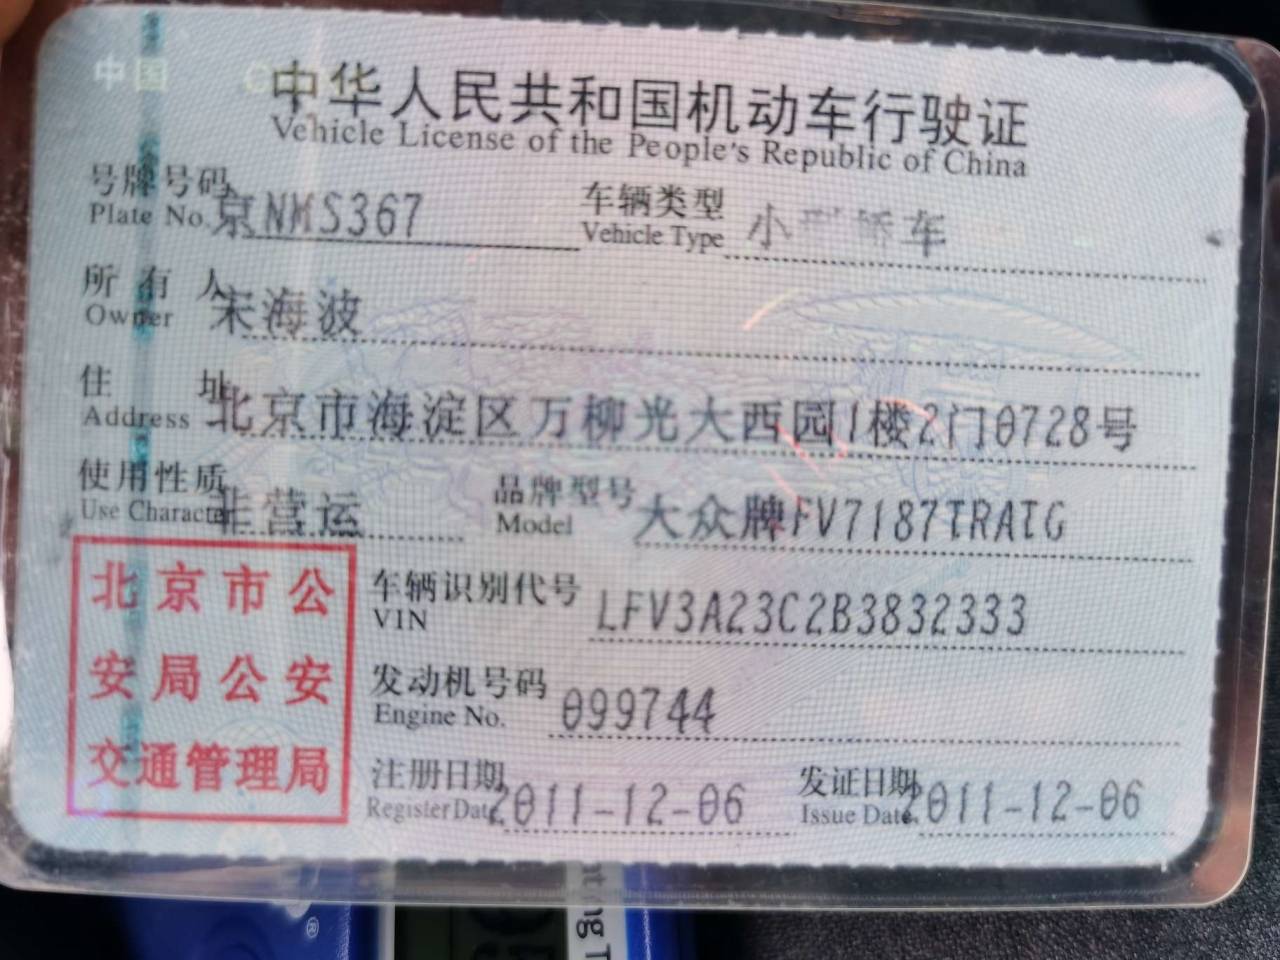 中国
中华人民共和国机动车行驶证
Vehicle License of the People's Republic of China
号牌号码 京NMS367 车辆类型 小型轿车
Plate No. Vehicle Type
所有人 宋海波
Owner
住址 北京市海淀区万柳光大西园1楼2门0728号
Address
使用性质 非营运 品牌型号 大众牌FV7187TRATG
Use Character Model
北京市公
安局公安
交通管理局
车辆识别代号 LFV3A23C2B3832333
VIN
发动机号码 099744
Engine No.
注册日期 2011-12-06 发证日期 2011-12-06
Register Date Issue Date